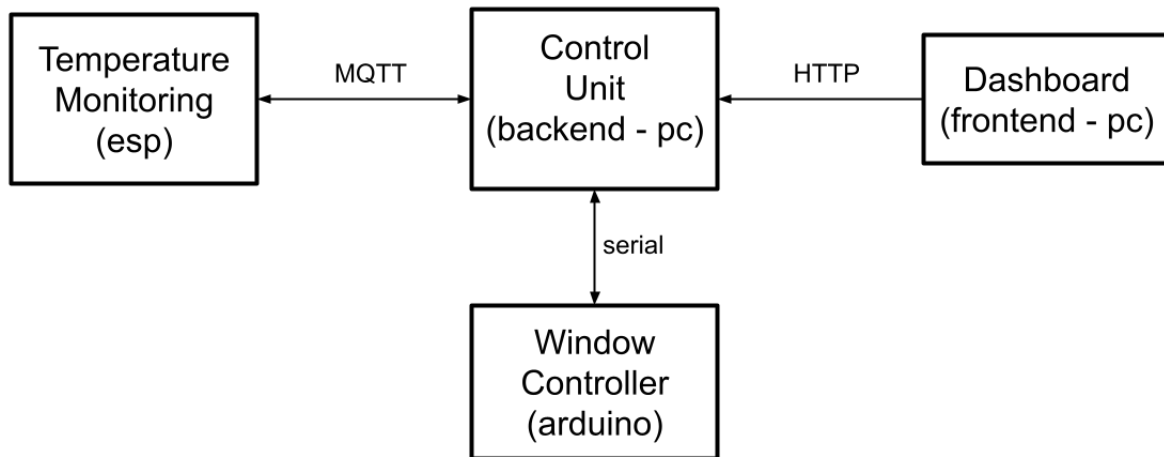 Temperature
Monitoring
(esp)
MQTT
Control
Unit
(backend - pc)
HTTP
Dashboard
(frontend - pc)
serial
Window
Controller
(arduino)